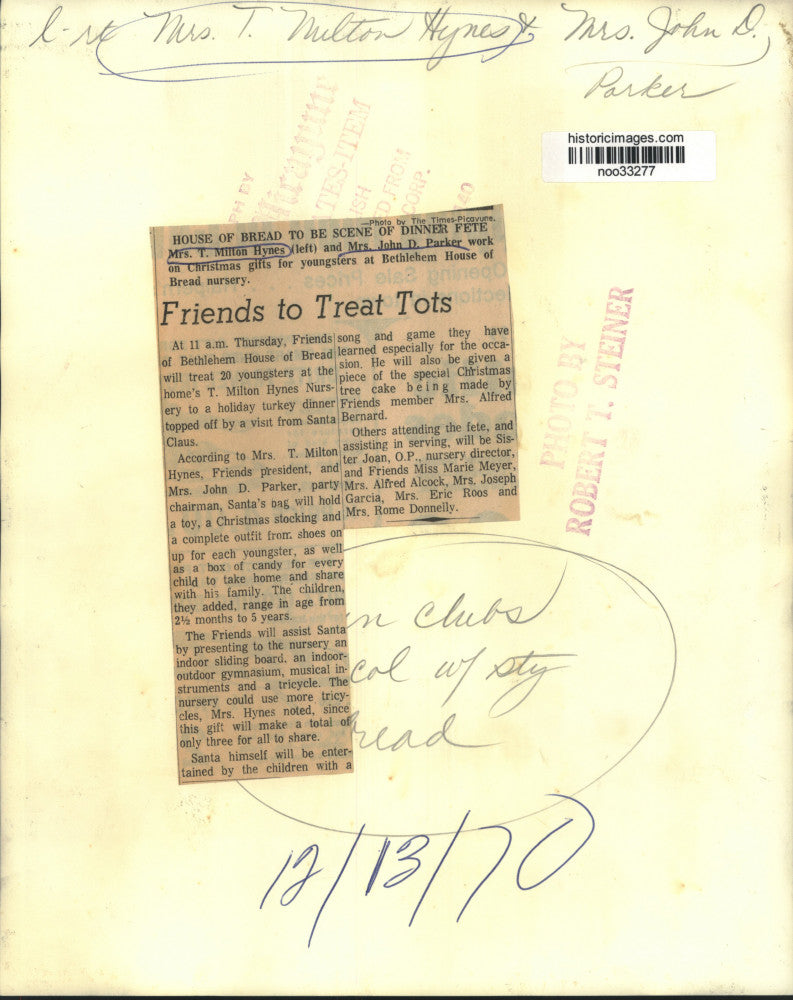 l-rt Mrs. T. Milton Hynes & Mrs. John D.
Parker
historicimages.com
noo33277
—Photo by The Times-Picayune.
HOUSE OF BREAD TO BE SCENE OF DINNER FETE
Mrs. T. Milton Hynes (left) and Mrs. John D. Parker work
on Christmas gifts for youngsters at Bethlehem House of
Bread nursery.
Friends to Treat Tots
At 11 a.m. Thursday, Friends
of Bethlehem House of Bread
will treat 20 youngsters at the
home's T. Milton Hynes Nurs-
ery to a holiday turkey dinner
topped off by a visit from Santa
Claus.
According to Mrs. T. Milton
Hynes, Friends president, and
Mrs. John D. Parker, party
chairman, Santa's bag will hold
a toy, a Christmas stocking and
a complete outfit from shoes on
up for each youngster, as well
as a box of candy for every
child to take home and share
with his family. The children,
they added, range in age from
2½ months to 5 years.
The Friends will assist Santa
by presenting to the nursery an
indoor sliding board, an indoor-
outdoor gymnasium, musical in-
struments and a tricycle. The
nursery could use more tricy-
cles, Mrs. Hynes noted, since
this gift will make a total of
only three for all to share.
Santa himself will be enter-
tained by the children with a
song and game they have
learned especially for the occa-
sion. He will also be given a
piece of the special Christmas
tree cake being made by
Friends member Mrs. Alfred
Bernard.
Others attending the fete, and
assisting in serving, will be Sis-
ter Joan, O.P., nursery director,
and Friends Miss Marie Meyer,
Mrs. Alfred Alcock, Mrs. Joseph
Garcia, Mrs. Eric Roos and
Mrs. Rome Donnelly.
PHOTO BY
ROBERT T. STEINER
clubs
col w/ sty
read
12/13/70